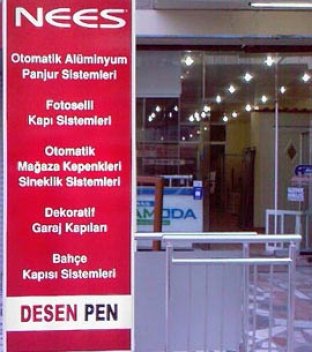 NEES
Otomatik Alüminyum
Panjur Sistemleri
Fotoselli
Kapı Sistemleri
Otomatik
Mağaza Kepenkleri
Sineklik Sistemleri
Dekoratif
Garaj Kapıları
Bahçe
Kapısı Sistemleri
DESEN PEN